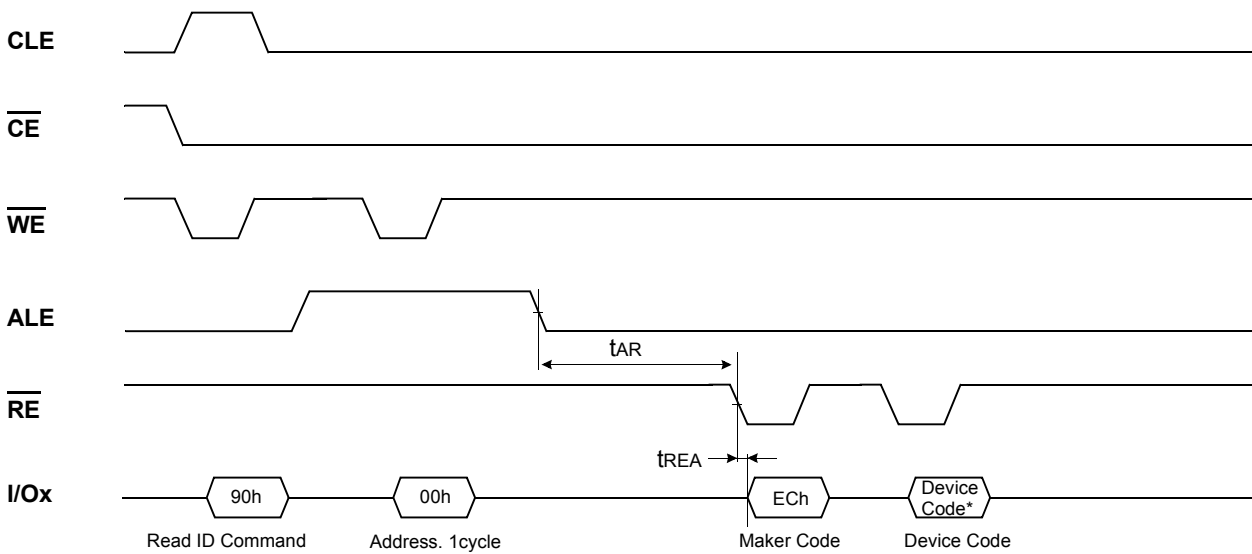 CLE
CE
WE
ALE
tAR
RE
tREA
I/Ox
90h
00h
ECh
Device
Code*
Read ID Command
Address. 1cycle
Maker Code
Device Code